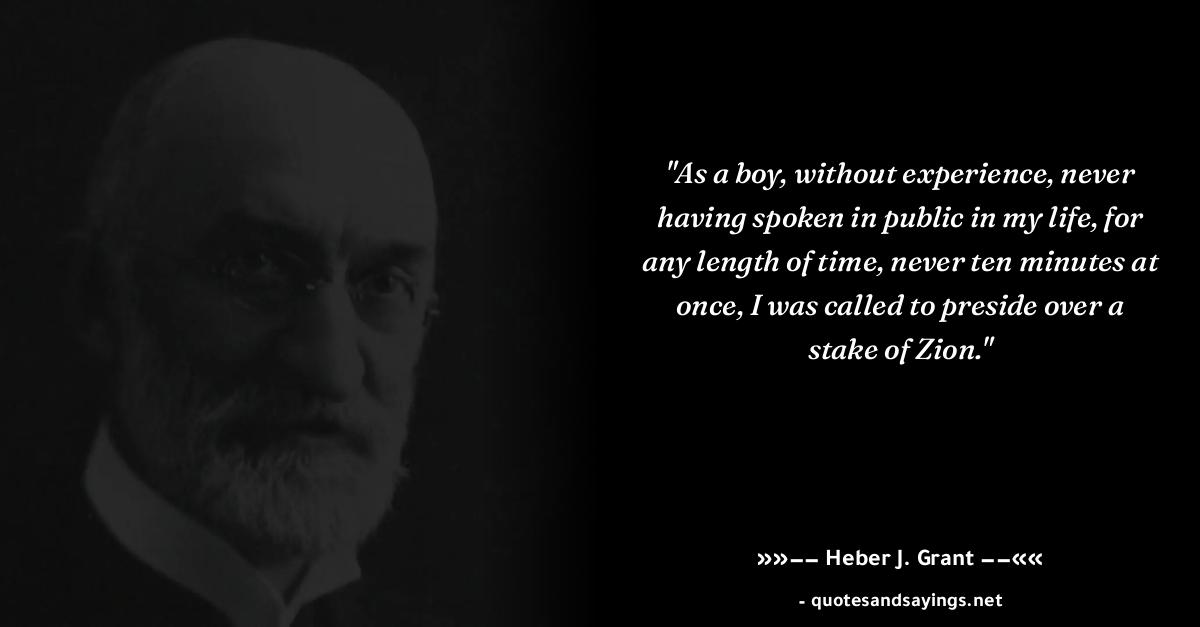 "As a boy, without experience, never
having spoken in public in my life, for
any length of time, never ten minutes at
once, I was called to preside over a
stake of Zion."
»»–– Heber J. Grant ––««
- quotesandsayings.net